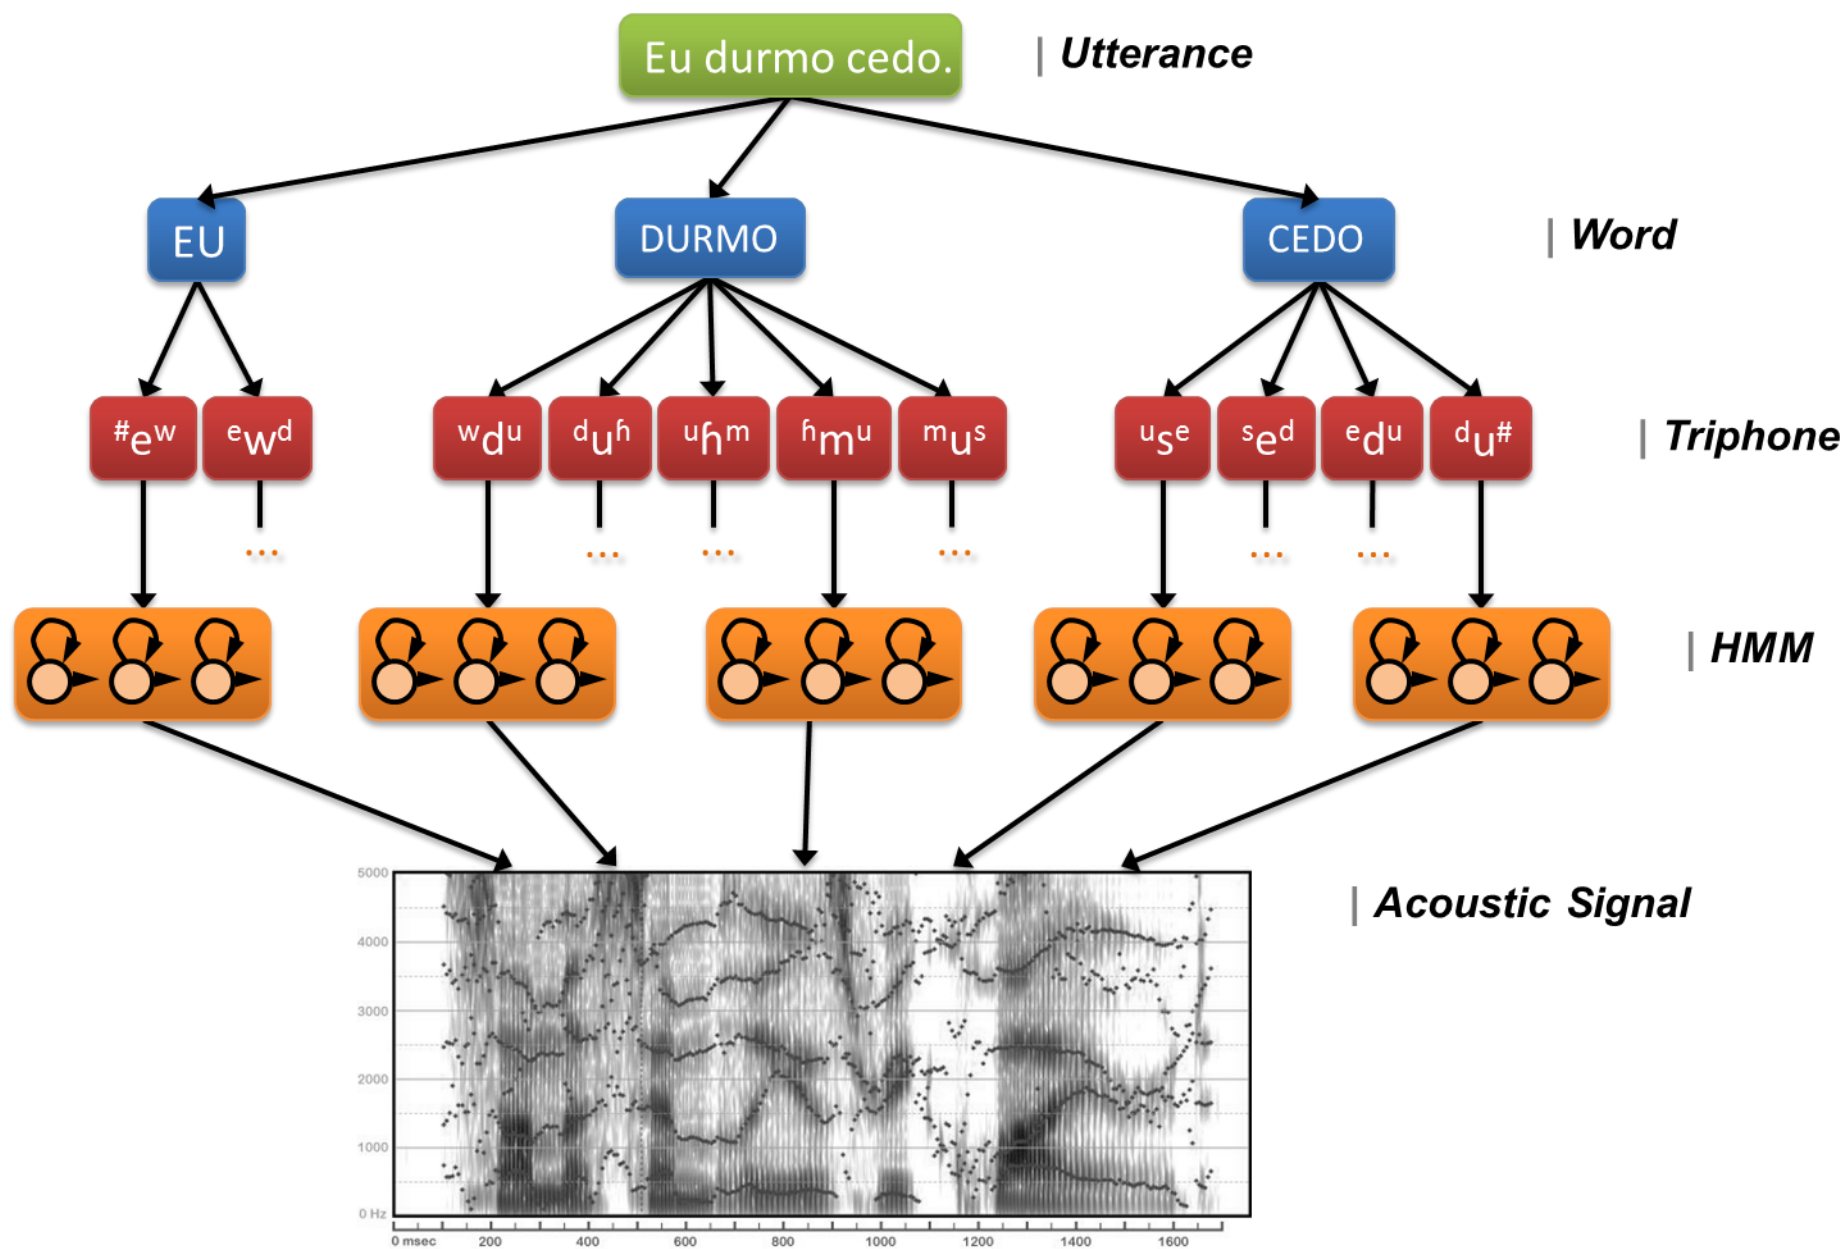 Eu durmo cedo.
| Utterance
EU
DURMO
CEDO
| Word
#ew
ewd
wdu
duɦ
uɦm
ɦmu
mus
use
sed
edu
du#
| Triphone
...
...
...
...
...
...
| HMM
| Acoustic Signal
5000
4000
3000
2000
1000
0 Hz
0 msec 200 400 600 800 1000 1200 1400 1600